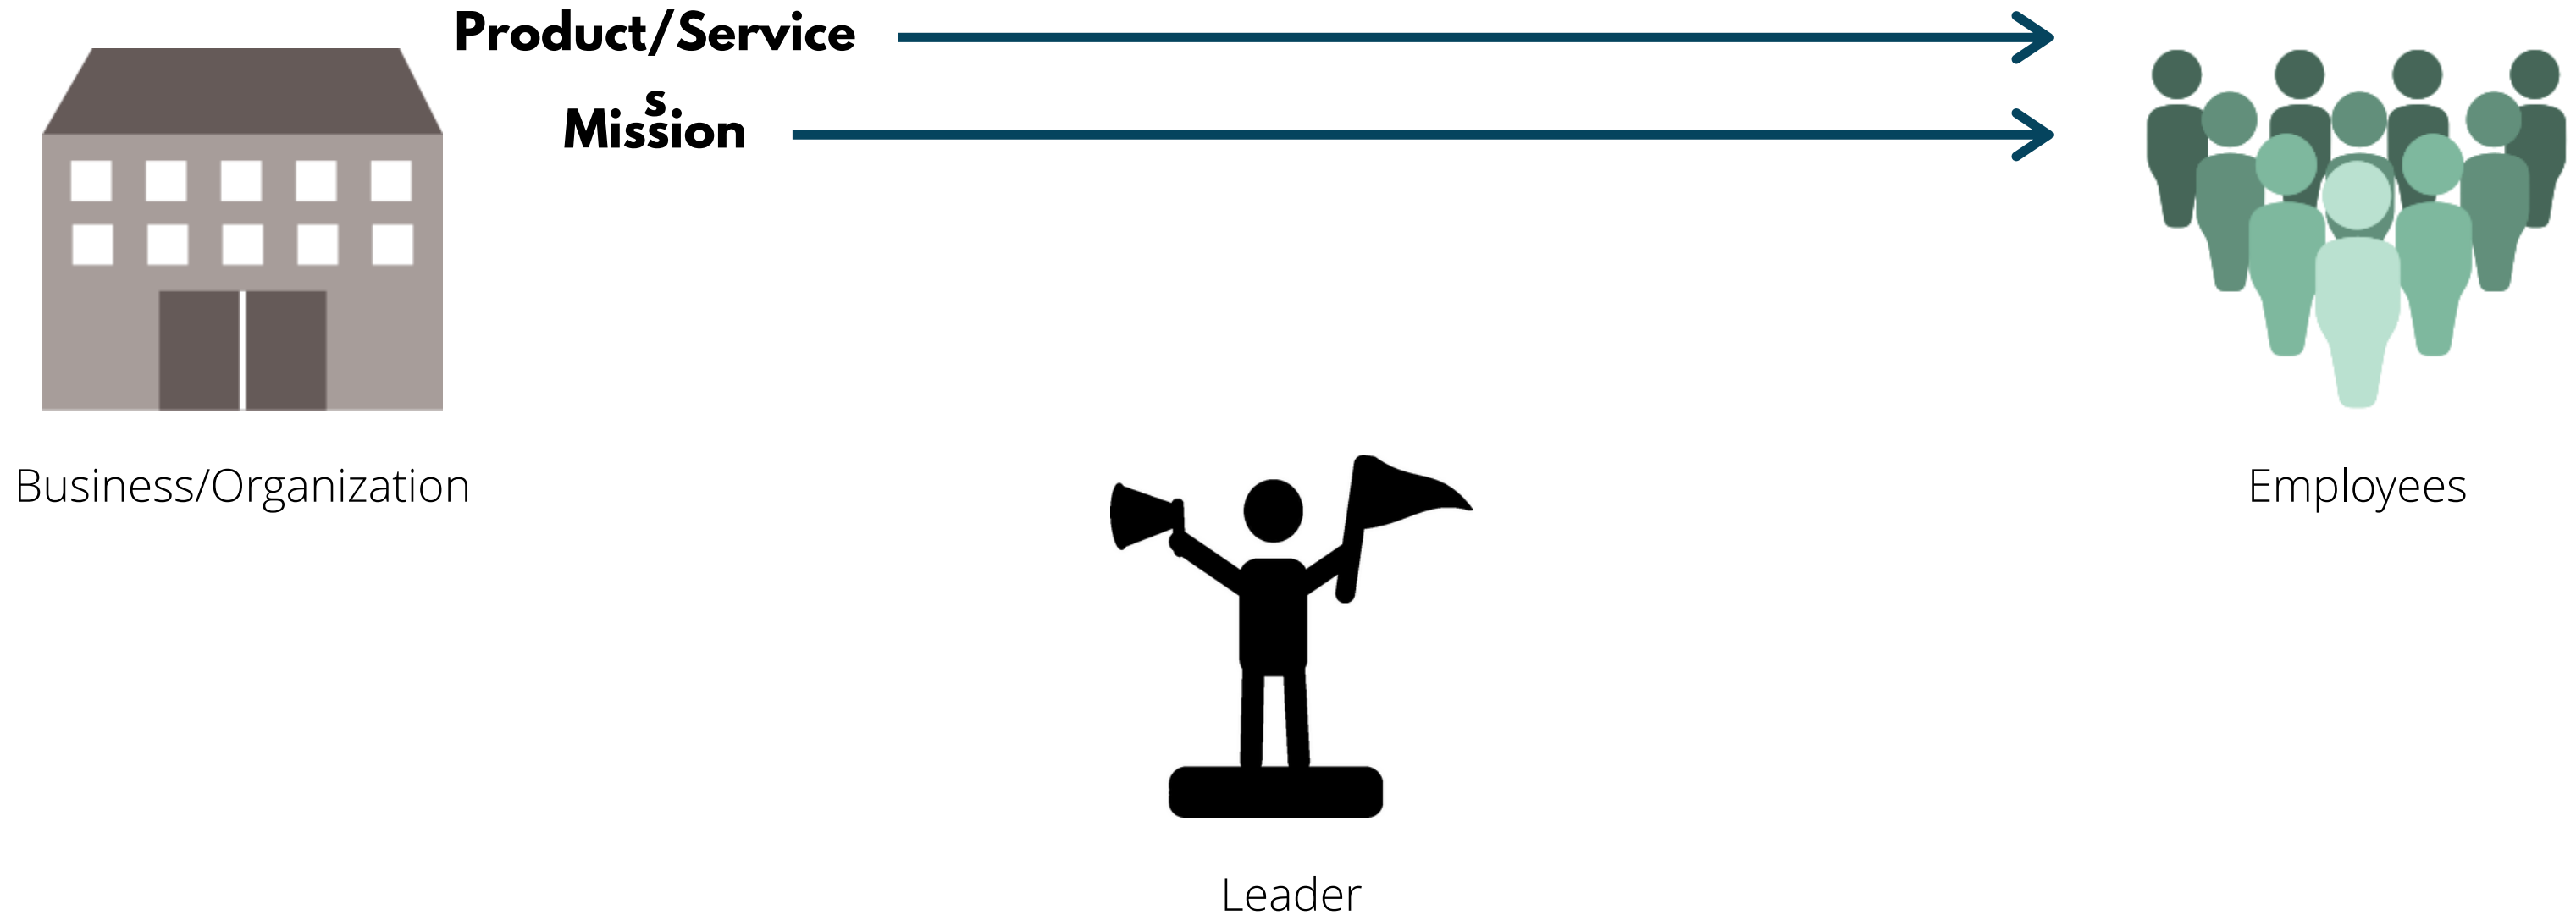 Product/Service
s
Mission
Business/Organization
Employees
Leader